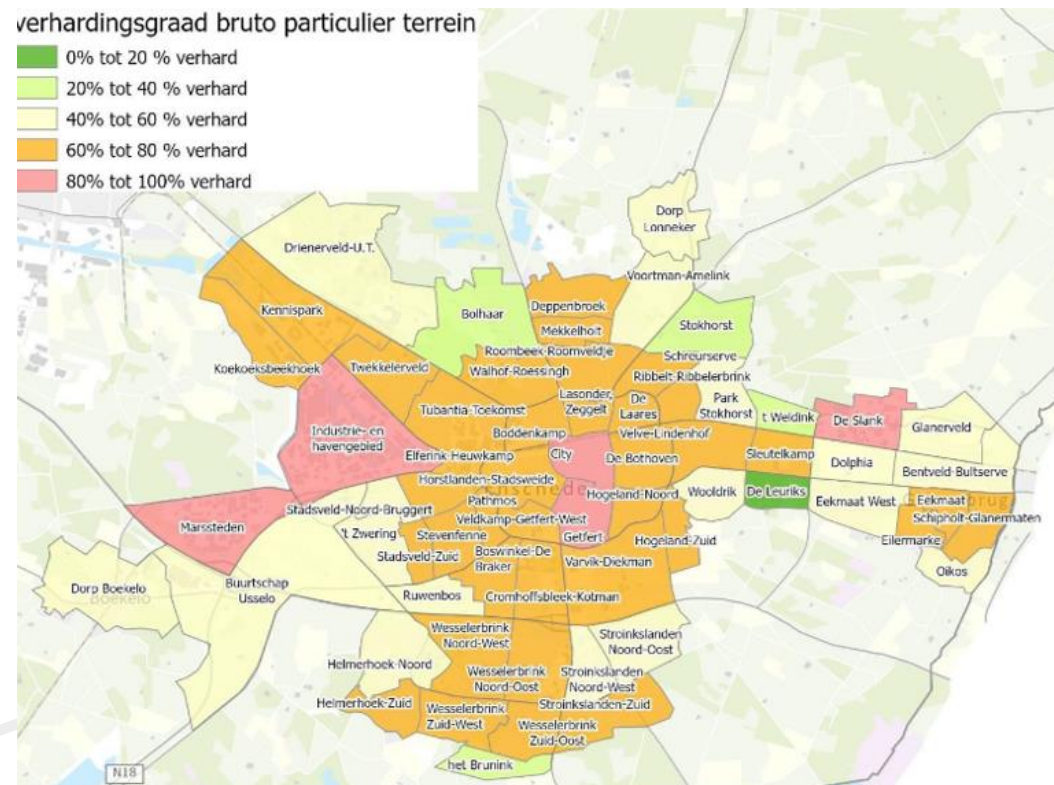 verhardingsgraad bruto particulier terrein
0% tot 20 % verhard
20% tot 40 % verhard
40% tot 60 % verhard
60% tot 80 % verhard
80% tot 100% verhard
Dorp
Lonneker
Drienerveld-U.T.
Voortman-Amelink
Kennispark
Bolhaar
Deppenbroek
Mekkelholt
Stokhorst
Roombeek-Roomveldje
Schreurserve
Koekoeksbeekhoek
Twekkelerveld
Walhof-Roessingh
Ribbelt-Ribbelerbrink
Tubantia-Toekomst
Lasonder,
Zeggelt
De
Laares
Park
Stokhorst
t Weldink
De Slank
Glanerveld
Industrie- en
havengebied
Boddenkamp
Velve-Lindenhof
Elferink-Heuwkamp
City
De Bothoven
Sleutelkamp
Dolphia
Bentveld-Bultserve
Horstlanden-Stadsweide
Pathmos
Hogeland-Noord
Wooldrik
De Leuriks
Eekmaat West
Eekmaat
Marssteden
Stadsveld-Noord-Bruggert
Veldkamp-Getfert-West
Schipholt-Glanermaten
't Zwering
Stevenfenne
Getfert
Hogeland-Zuid
Eilermarke
Stadsveld-Zuid
Boswinkel-De
Braker
Varvik-Diekman
Oikos
Dorp Boekelo
Boekelo
Buurtschap
Usselo
Ruwenbos
Cromhoffsbleek-Kotman
Wesselerbrink
Noord-West
Stroinkslanden
Noord-Oost
Helmerhoek-Noord
Wesselerbrink
Noord-Oost
Stroinkslanden
Noord-West
Helmerhoek-Zuid
Wesselerbrink
Zuid-West
Stroinkslanden-Zuid
Wesselerbrink
Zuid-Oost
het Brunink
N18